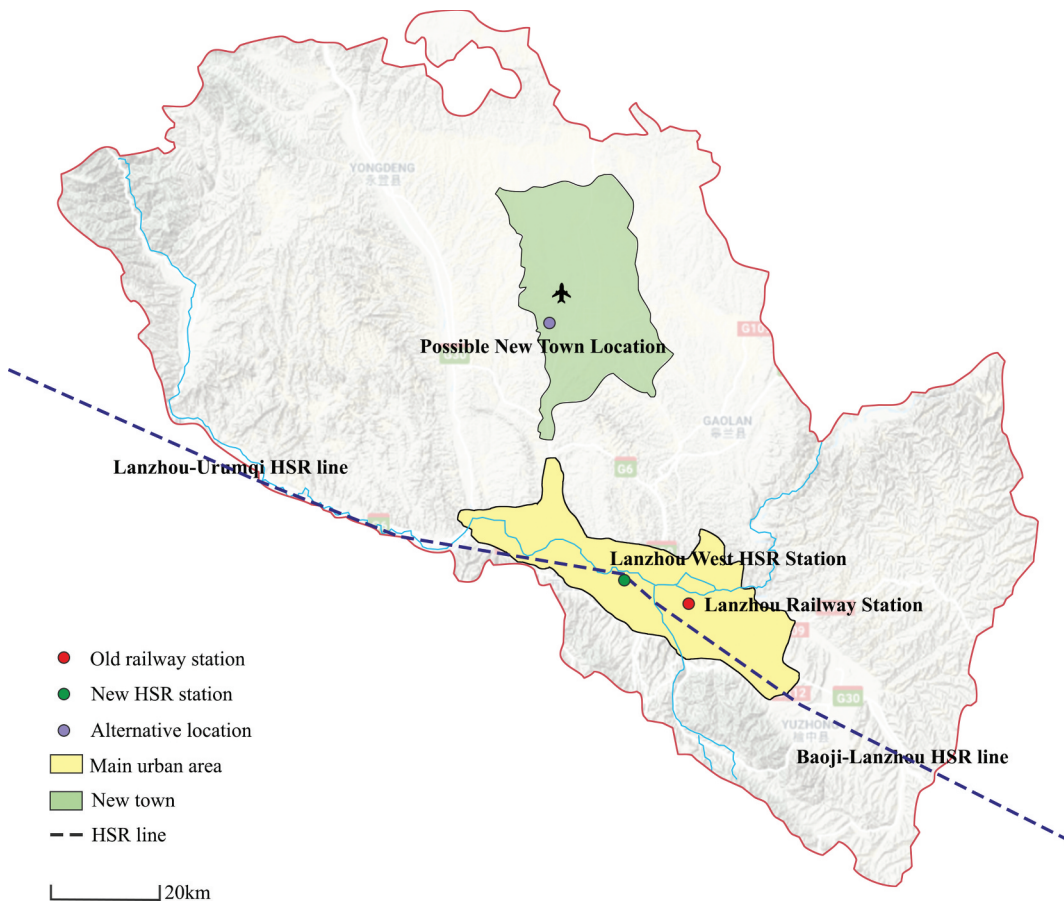 YONGDENG
永登县
G10
Possible New Town Location
GAOLAN
皋兰县
Lanzhou-Urumqi HSR line
G6
Lanzhou West HSR Station
Lanzhou Railway Station
Old railway station
New HSR station
G30
Alternative location
YUZHONG
榆中县
Baoji-Lanzhou HSR line
Main urban area
New town
HSR line
20km